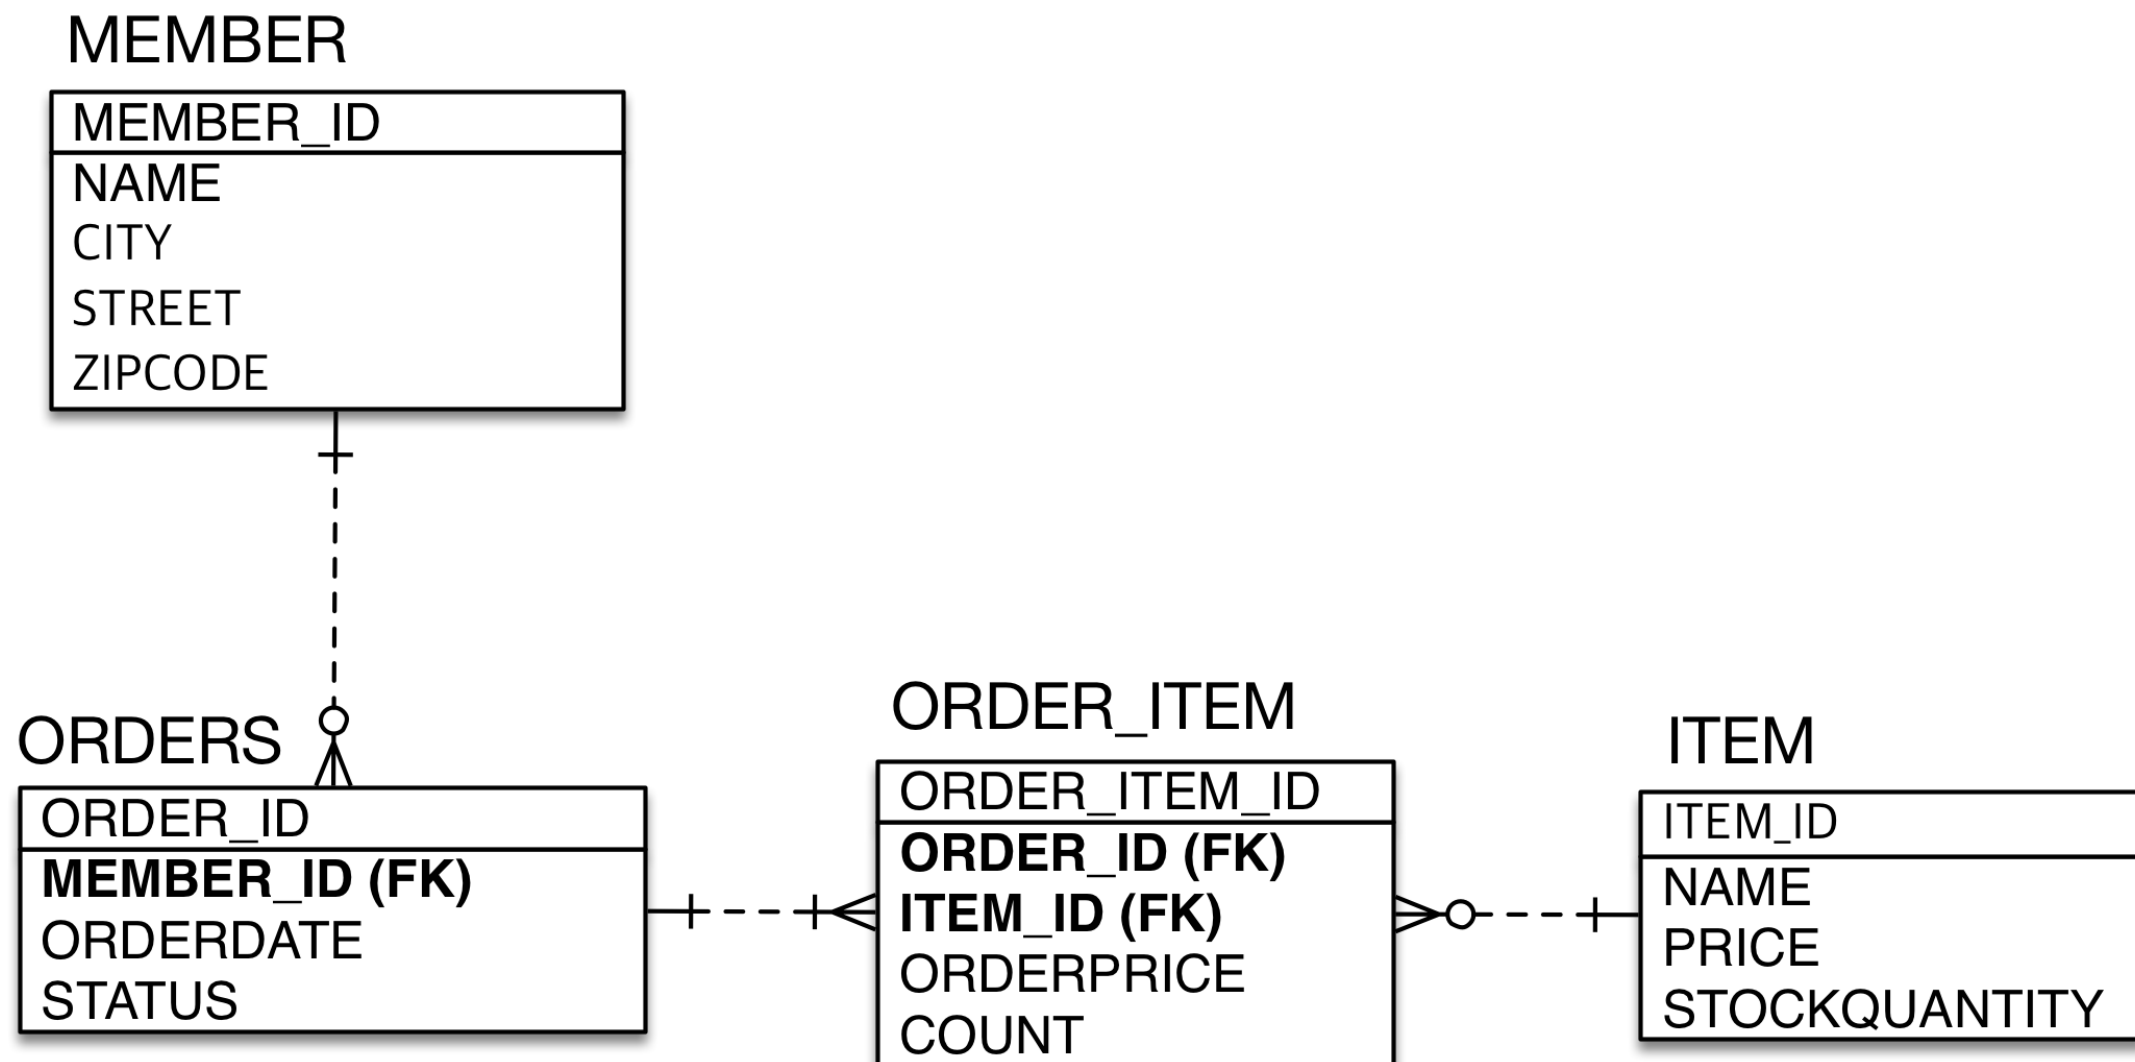 MEMBER
MEMBER_ID
NAME
CITY
STREET
ZIPCODE
ORDERS
ORDER_ID
MEMBER_ID (FK)
ORDERDATE
STATUS
ORDER_ITEM
ORDER_ITEM_ID
ORDER_ID (FK)
ITEM_ID (FK)
ORDERPRICE
COUNT
ITEM
ITEM_ID
NAME
PRICE
STOCKQUANTITY